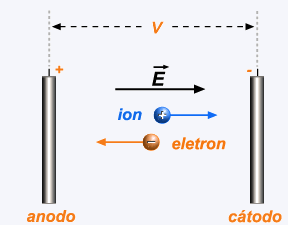 V
+ -
E
ion +
- eletron
anodo cátodo